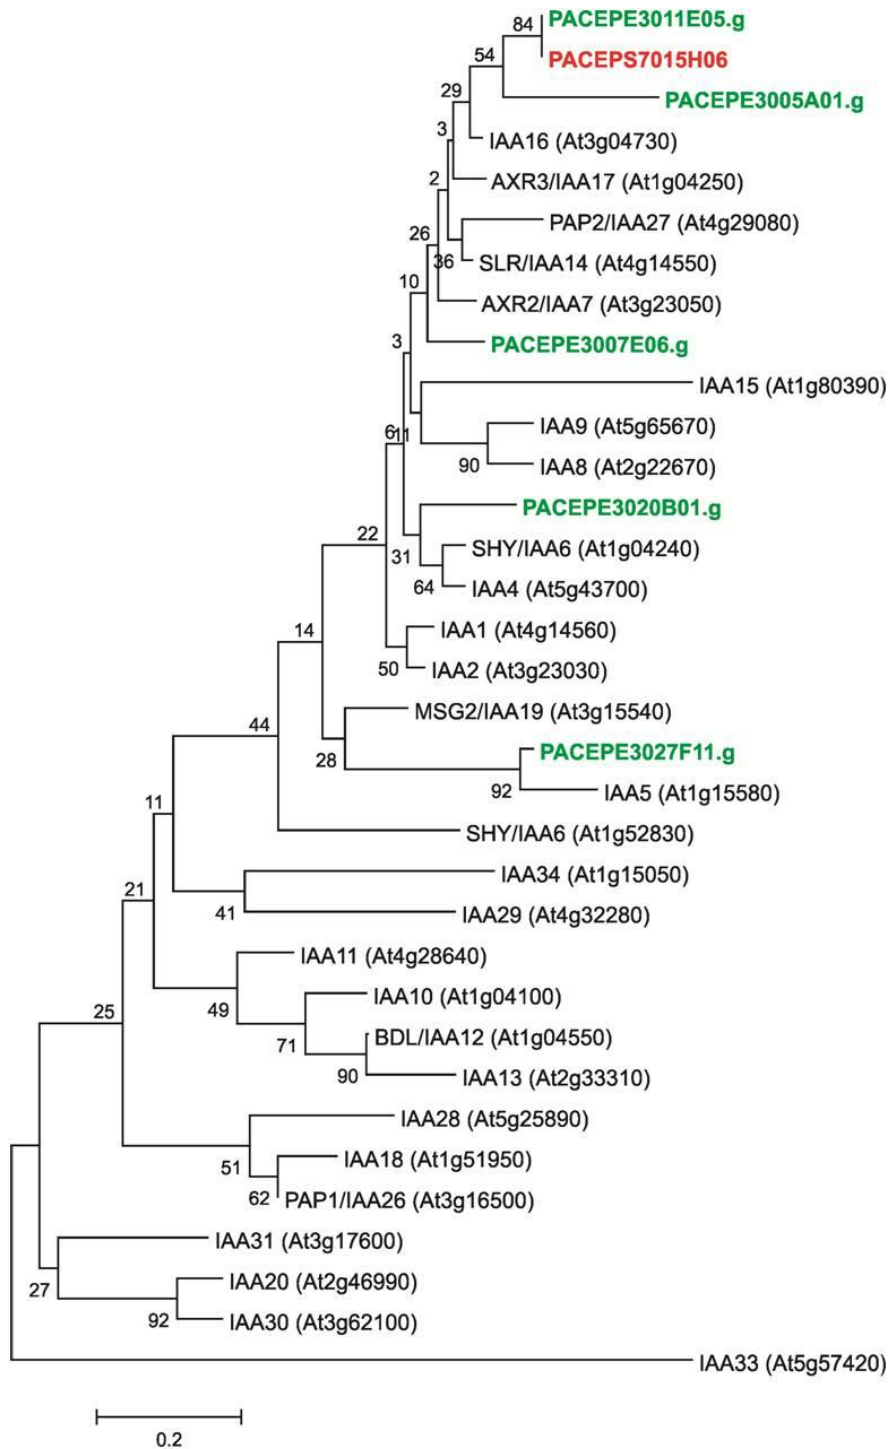 84
PACEPE3011E05.g
PACEPS7015H06
54
PACEPE3005A01.g
29
IAA16 (At3g04730)
3
AXR3/IAA17 (At1g04250)
2
PAP2/IAA27 (At4g29080)
26
36
SLR/IAA14 (At4g14550)
10
AXR2/IAA7 (At3g23050)
3
PACEPE3007E06.g
IAA15 (At1g80390)
6
11
IAA9 (At5g65670)
90
IAA8 (At2g22670)
PACEPE3020B01.g
22
31
SHY/IAA6 (At1g04240)
64
IAA4 (At5g43700)
14
IAA1 (At4g14560)
50
IAA2 (At3g23030)
MSG2/IAA19 (At3g15540)
44
28
PACEPE3027F11.g
92
IAA5 (At1g15580)
11
SHY/IAA6 (At1g52830)
IAA34 (At1g15050)
21
41
IAA29 (At4g32280)
IAA11 (At4g28640)
49
IAA10 (At1g04100)
25
71
BDL/IAA12 (At1g04550)
90
IAA13 (At2g33310)
IAA28 (At5g25890)
51
IAA18 (At1g51950)
62
PAP1/IAA26 (At3g16500)
IAA31 (At3g17600)
27
IAA20 (At2g46990)
92
IAA30 (At3g62100)
IAA33 (At5g57420)
0.2